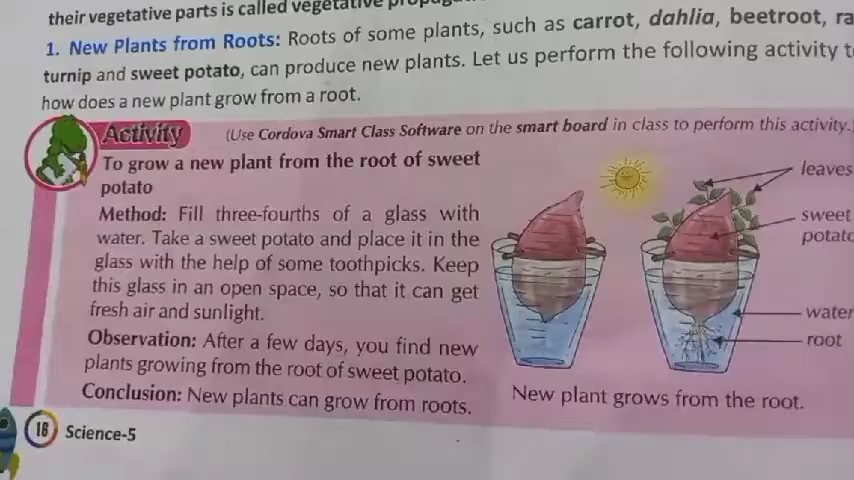 their vegetative parts is called vegetative
1. New Plants from Roots: Roots of some plants, such as carrot, dahlia, beetroot, ra
turnip and sweet potato, can produce new plants. Let us perform the following activity t
how does a new plant grow from a root.
Activity
(Use Cordova Smart Class Software on the smart board in class to perform this activity.)
To grow a new plant from the root of sweet
potato
Method: Fill three-fourths of a glass with
water. Take a sweet potato and place it in the
glass with the help of some toothpicks. Keep
this glass in an open space, so that it can get
fresh air and sunlight.
Observation: After a few days, you find new
plants growing from the root of sweet potato.
Conclusion: New plants can grow from roots.
leaves
sweet
potato
water
root
New plant grows from the root.
18 Science-5